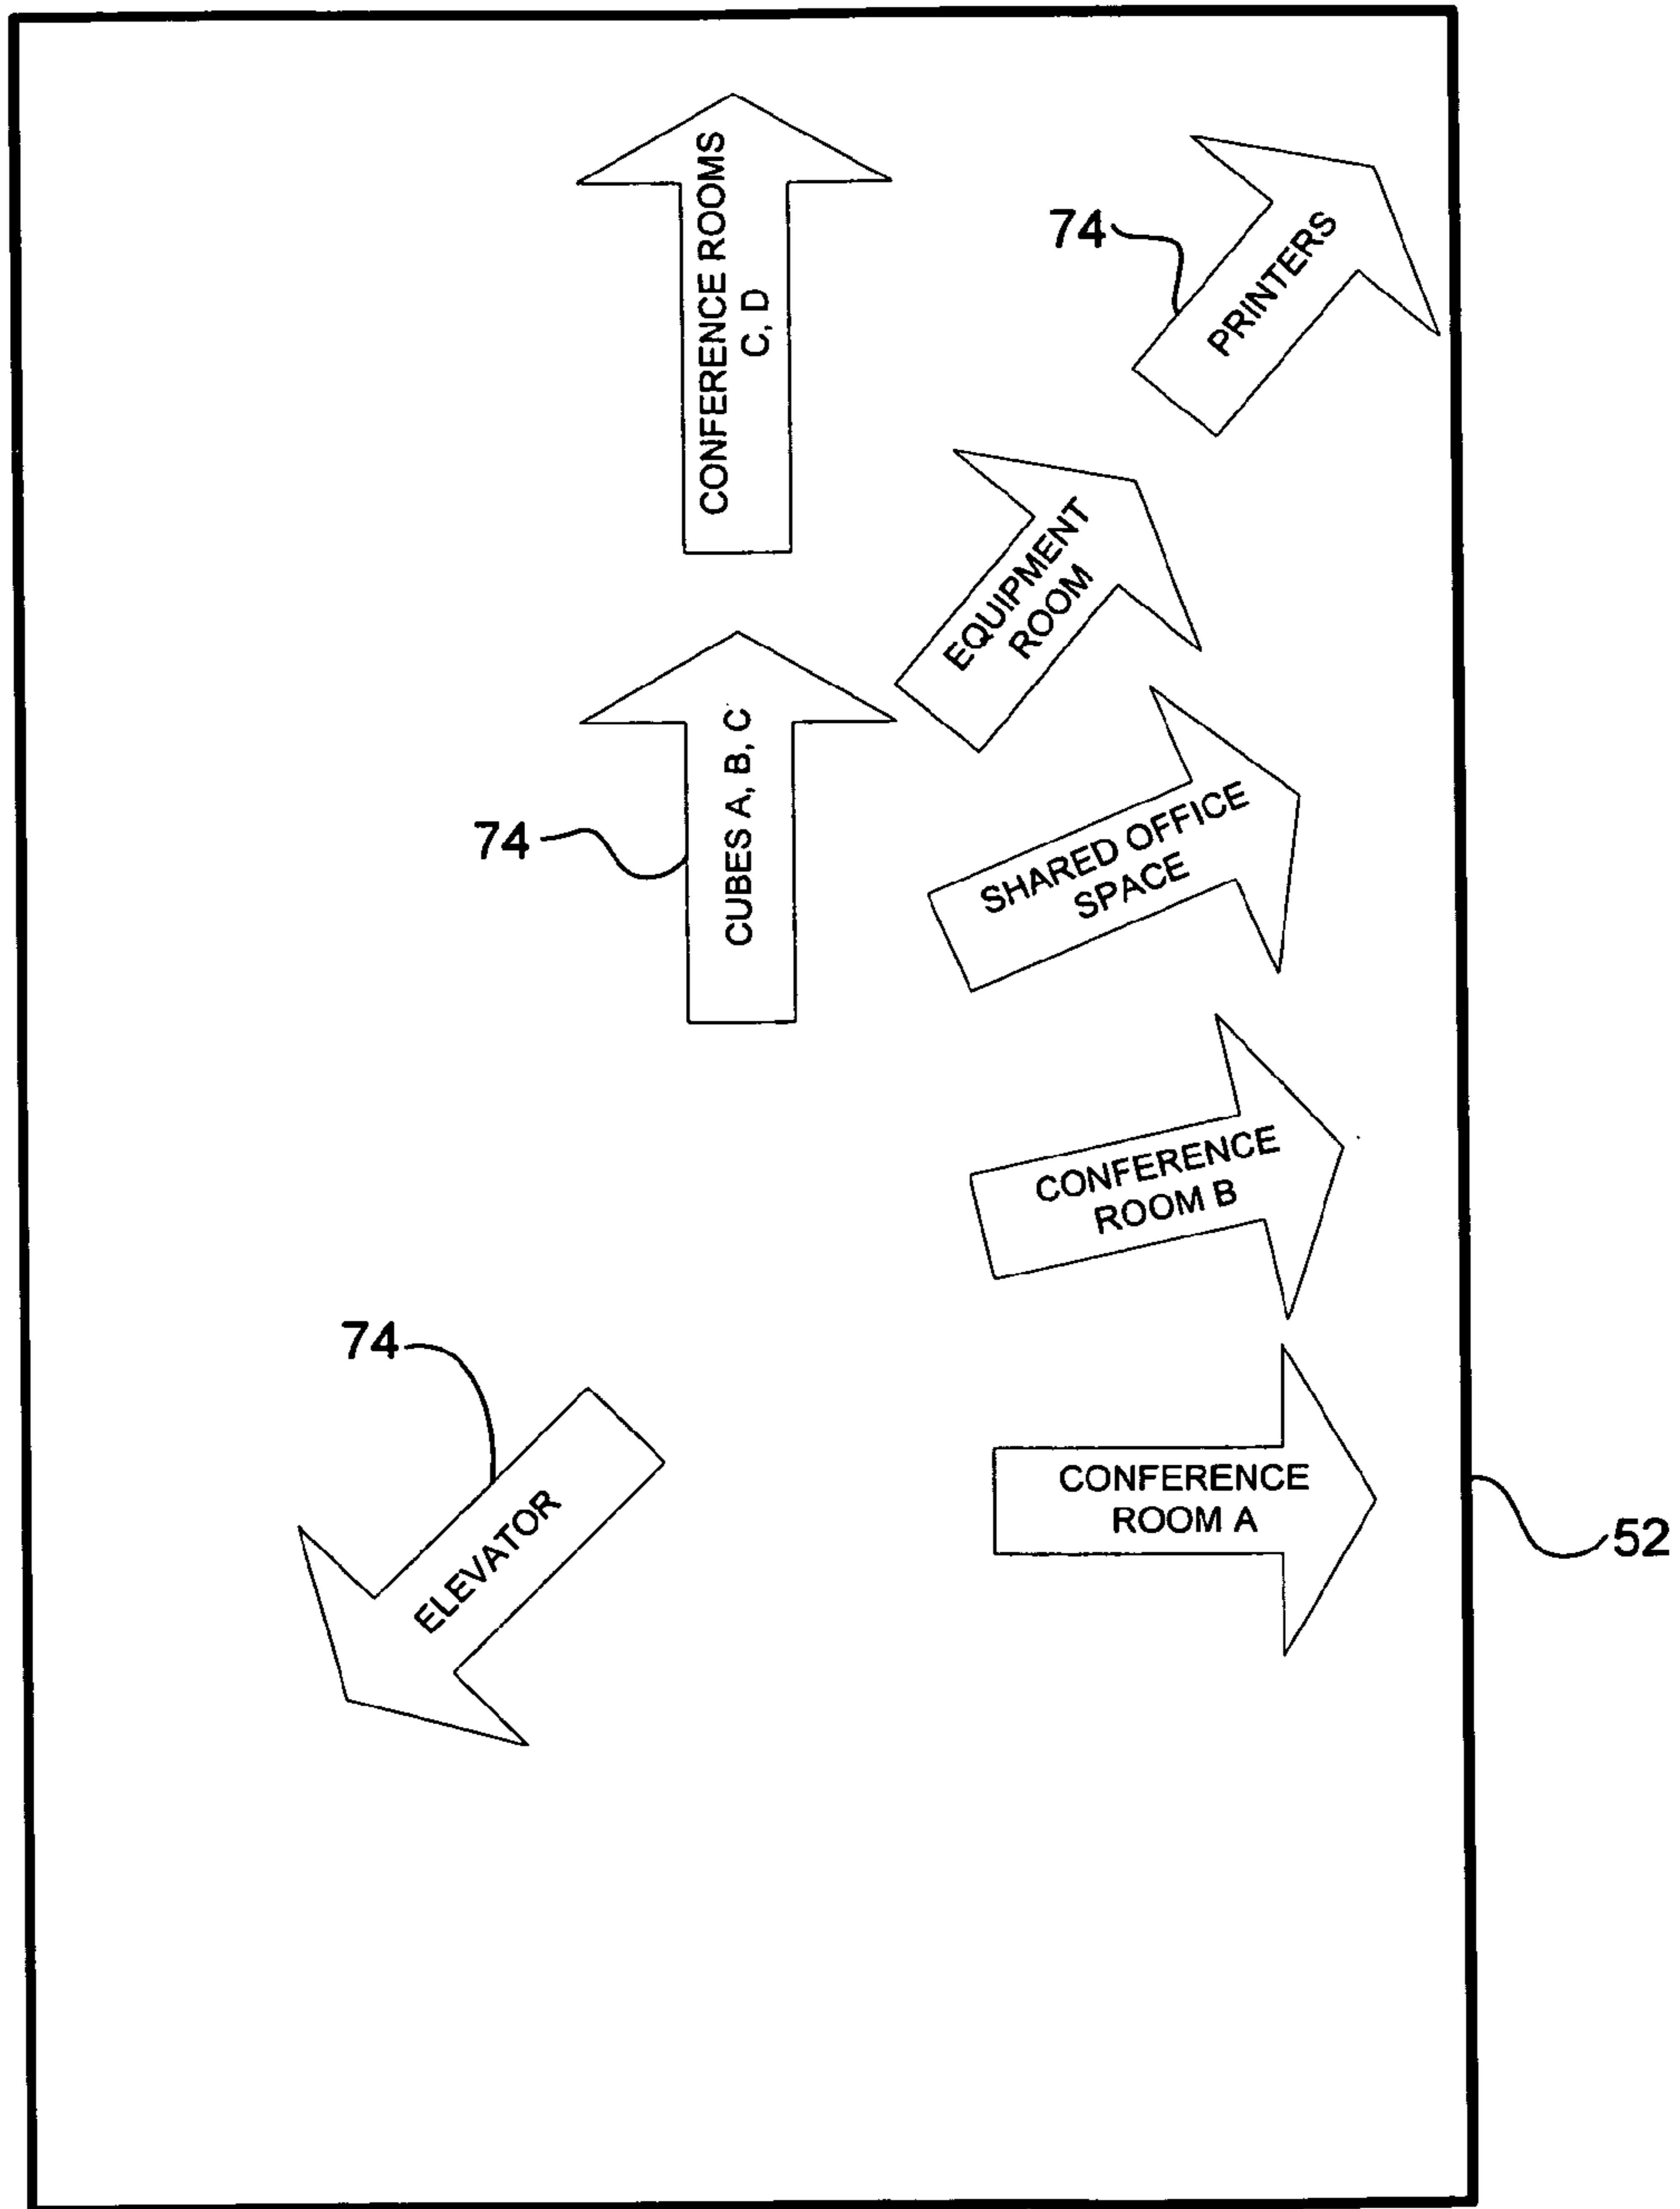 CONFERENCE ROOMS
C, D
74
PRINTERS
EQUIPMENT
ROOM
74
CUBES A, B, C
SHARED OFFICE
SPACE
CONFERENCE
ROOM B
74
ELEVATOR
CONFERENCE
ROOM A
52